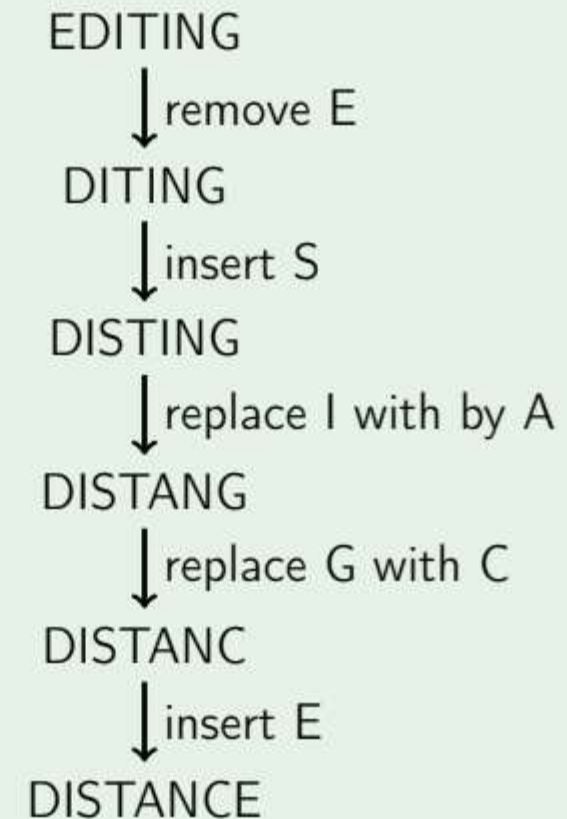 EDITING
remove E
DITING
insert S
DISTING
replace I with by A
DISTANG
replace G with C
DISTANC
insert E
DISTANCE